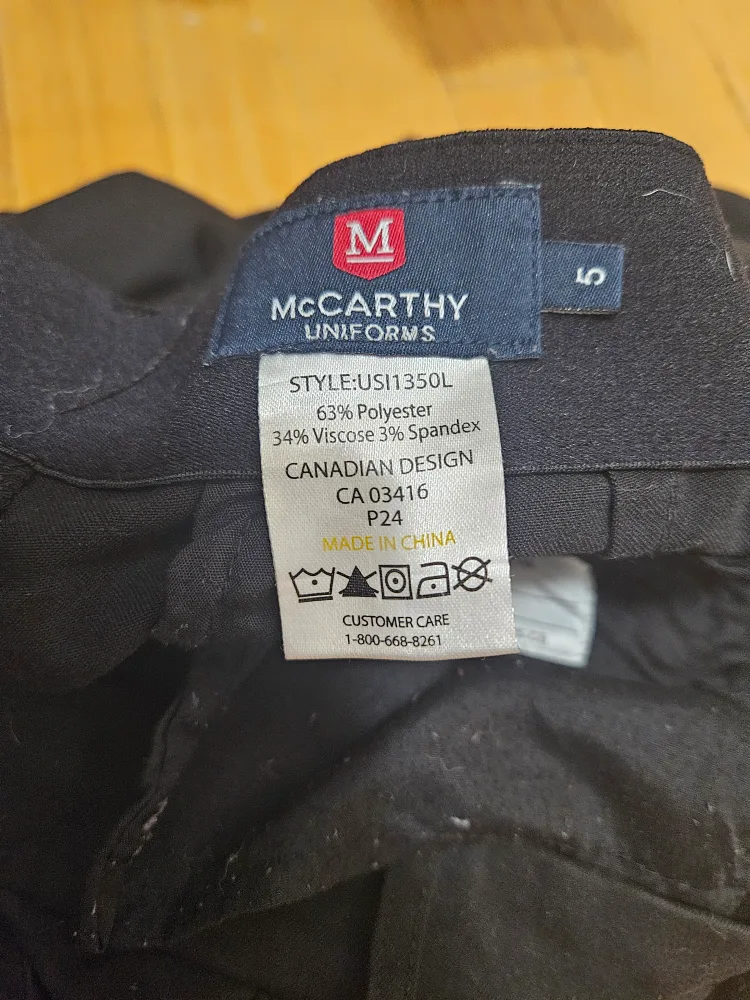 M
McCARTHY
UNIFORMS
5
STYLE:USI1350L
63% Polyester
34% Viscose 3% Spandex
CANADIAN DESIGN
CA 03416
P24
MADE IN CHINA
CUSTOMER CARE
1-800-668-8261